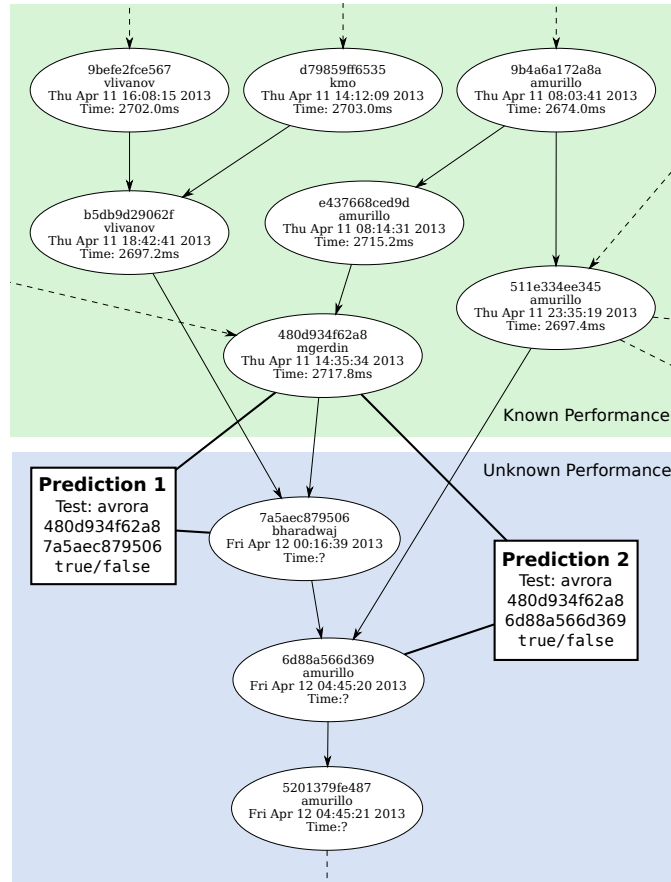 9befe2fce567
vlivanov
Thu Apr 11 16:08:15 2013
Time: 2702.0ms
d79859ff6535
kmo
Thu Apr 11 14:12:09 2013
Time: 2703.0ms
9b4a6a172a8a
amurillo
Thu Apr 11 08:03:41 2013
Time: 2674.0ms
b5db9d29062f
vlivanov
Thu Apr 11 18:42:41 2013
Time: 2697.2ms
e437668ced9d
amurillo
Thu Apr 11 08:14:31 2013
Time: 2715.2ms
511e334ee345
amurillo
Thu Apr 11 23:35:19 2013
Time: 2697.4ms
480d934f62a8
mgerdin
Thu Apr 11 14:35:34 2013
Time: 2717.8ms
Known Performance
Unknown Performance
Prediction 1
Test: avrora
480d934f62a8
7a5aec879506
true/false
7a5aec879506
bharadwaj
Fri Apr 12 00:16:39 2013
Time:?
Prediction 2
Test: avrora
480d934f62a8
6d88a566d369
true/false
6d88a566d369
amurillo
Fri Apr 12 04:45:20 2013
Time:?
5201379fe487
amurillo
Fri Apr 12 04:45:21 2013
Time:?